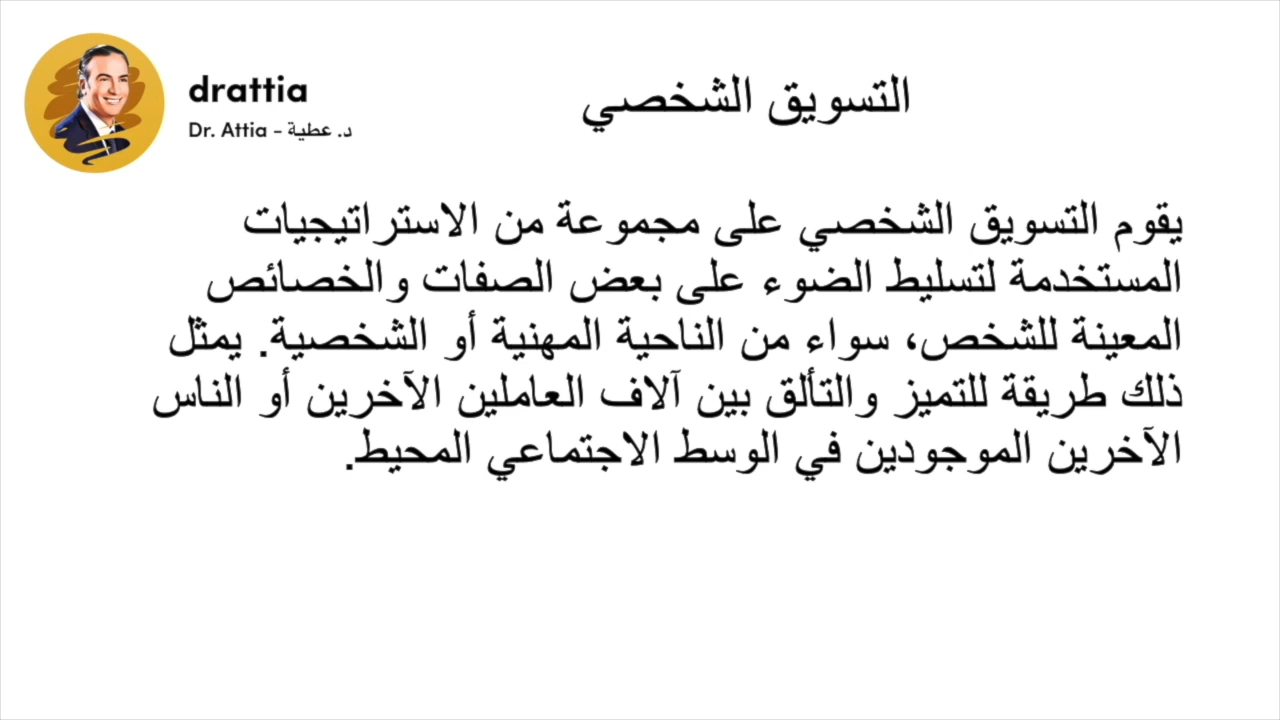 drattia
Dr. Attia - د. عطية
التسويق الشخصي
يقوم التسويق الشخصي على مجموعة من الاستراتيجيات
المستخدمة لتسليط الضوء على بعض الصفات والخصائص
المعينة للشخص، سواء من الناحية المهنية أو الشخصية. يمثل
ذلك طريقة للتميز والتألق بين آلاف العاملين الآخرين أو الناس
الآخرين الموجودين في الوسط الاجتماعي المحيط.